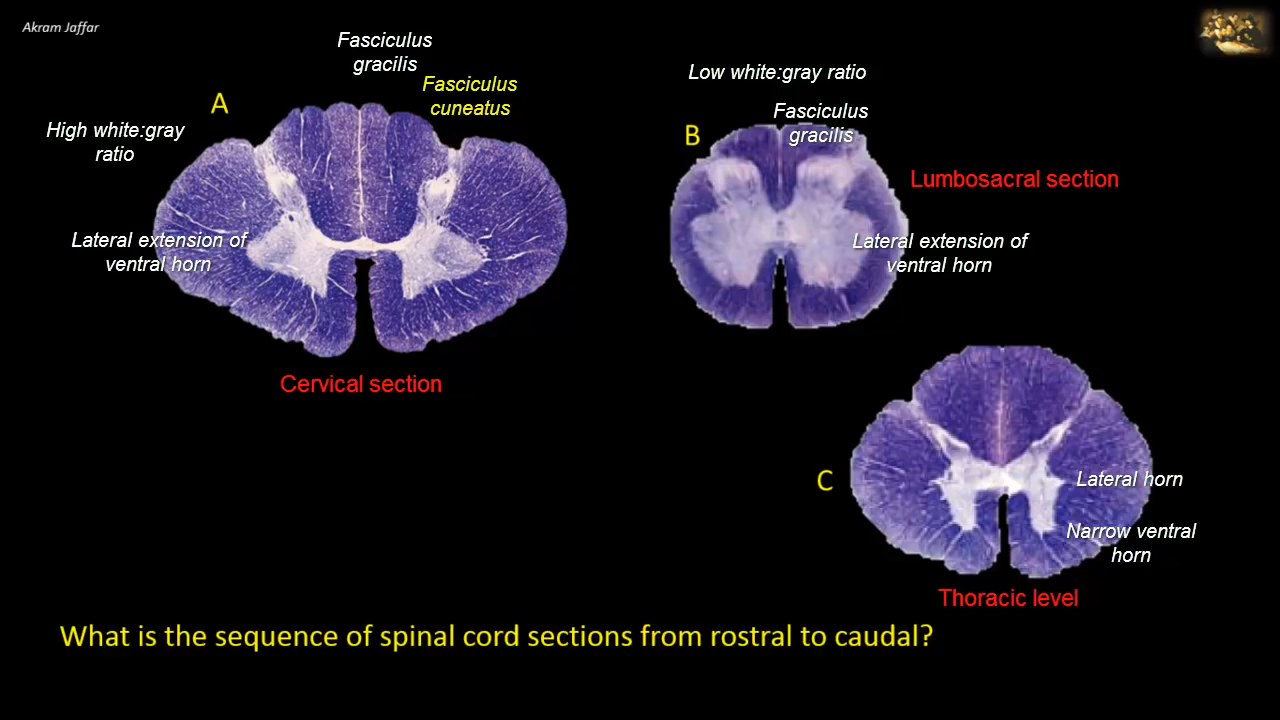 Akram Jaffar
Fasciculus
gracilis
Fasciculus
cuneatus
A
High white:gray
ratio
Lateral extension of
ventral horn
Cervical section
Low white:gray ratio
Fasciculus
gracilis
B
Lumbosacral section
Lateral extension of
ventral horn
C
Lateral horn
Narrow ventral
horn
Thoracic level
What is the sequence of spinal cord sections from rostral to caudal?